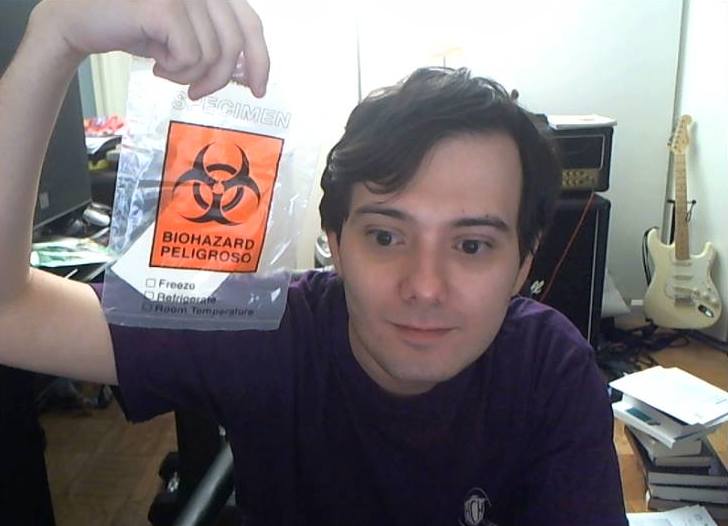 SPECIMEN
BIOHAZARD
PELIGROSO
Freeze
Refrigerate
Room Temperature